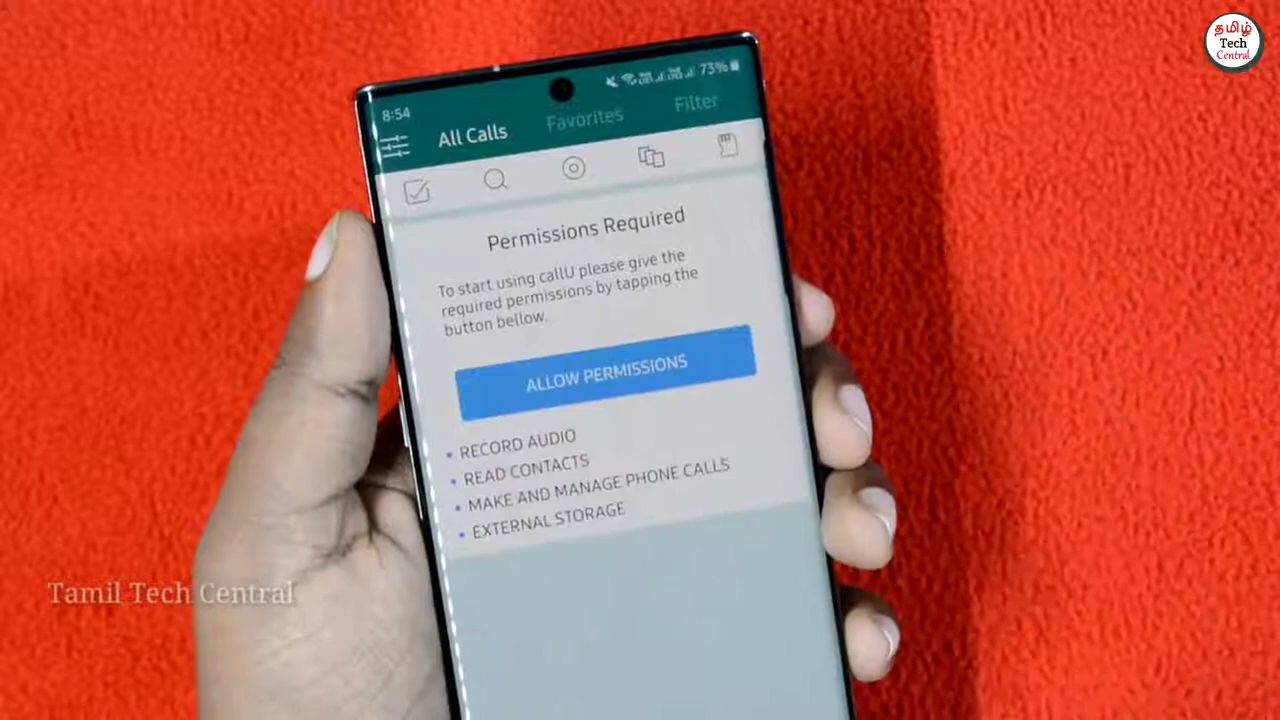 தமிழ்
Tech
Central
8:54
73%
All Calls
Favorites
Filter
Permissions Required
To start using callU please give the
required permissions by tapping the
button bellow.
ALLOW PERMISSIONS
• RECORD AUDIO
• READ CONTACTS
• MAKE AND MANAGE PHONE CALLS
• EXTERNAL STORAGE
Tamil Tech Central